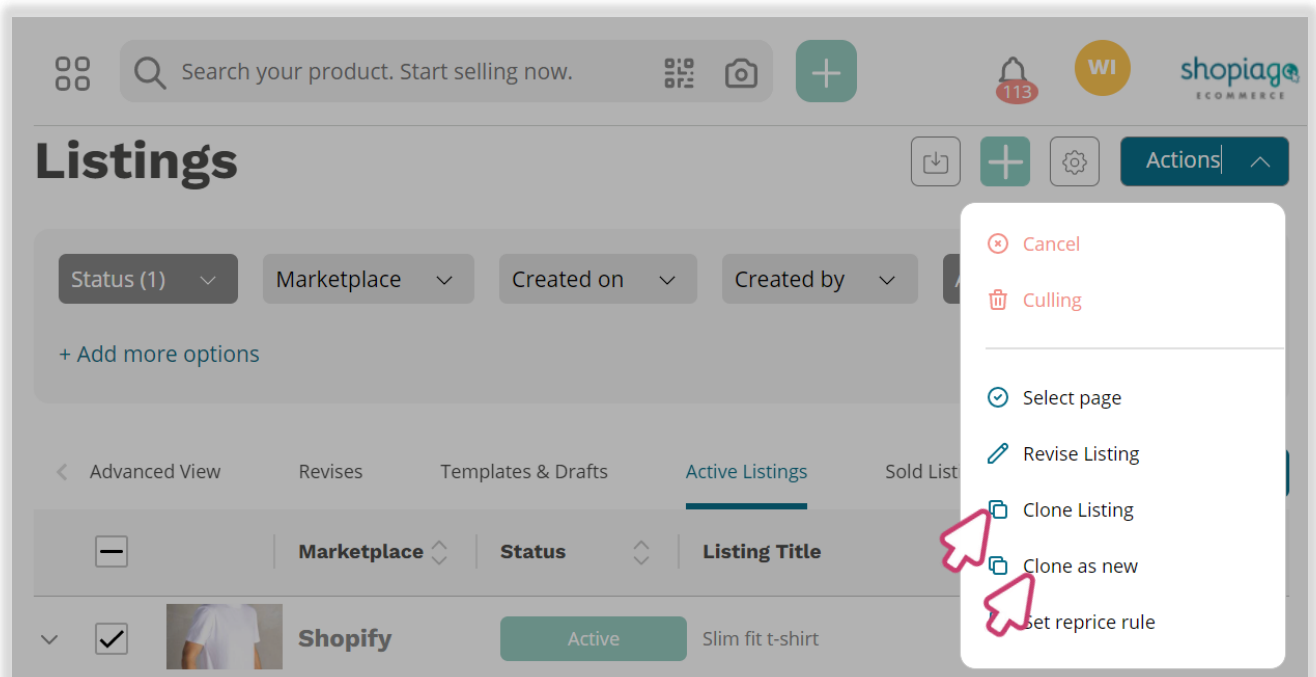 Search your product. Start selling now.
113
WI
shopiago
ECOMMERCE
Listings
Actions
Cancel
Culling
Select page
Revise Listing
Clone Listing
Clone as new
Set reprice rule
Status (1)
Marketplace
Created on
Created by
+ Add more options
Advanced View
Revises
Templates & Drafts
Active Listings
Sold List
Marketplace
Status
Listing Title
Shopify
Active
Slim fit t-shirt